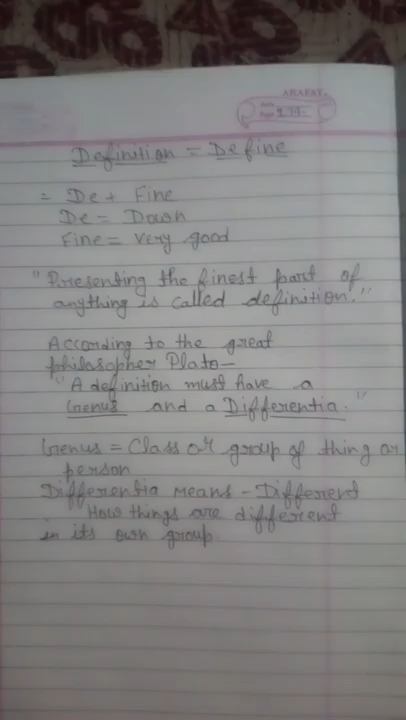 ARAFAT
Definition = Define
= De + Fine
De = Down
Fine = Very good
"Presenting the finest part of
anything is called definition."
According to the great
philosopher Plato-
"A definition must have a
Genus and a Differentia."
Genus = Class or group of thing or
person
Differentia Means - Different
How things are different
in its own group.